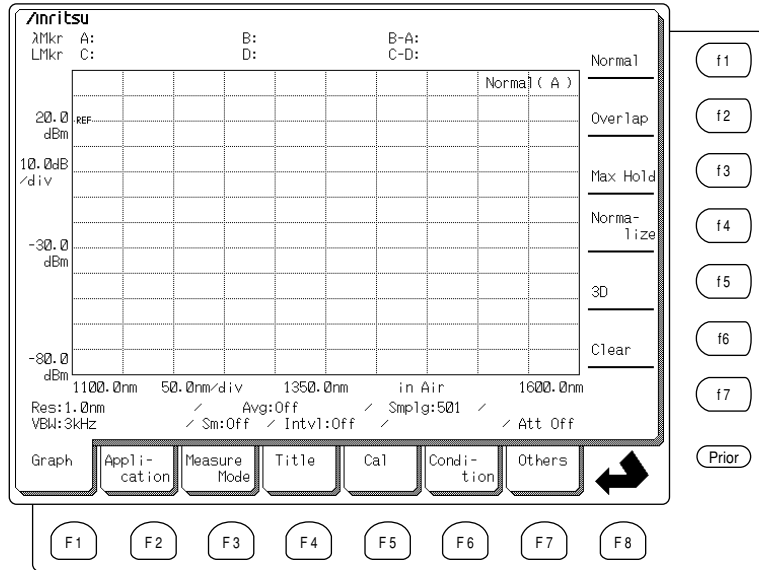 Anritsu
λMkr A: B: B-A:
LMkr C: D: C-D:
Normal ( A )
20.0
dBm
REF
10.0dB
/div
-30.0
dBm
-80.0
dBm
1100.0nm 50.0nm/div 1350.0nm in Air 1600.0nm
Res:1.0nm / Avg:Off / Smplg:501 /
VBW:3kHz / Sm:Off / Intvl:Off / / Att Off
Normal
Overlap
Max Hold
Norma-
lize
3D
Clear
f1
f2
f3
f4
f5
f6
f7
Prior
Graph
Appli-
cation
Measure
Mode
Title
Cal
Condi-
tion
Others
F1 F2 F3 F4 F5 F6 F7 F8